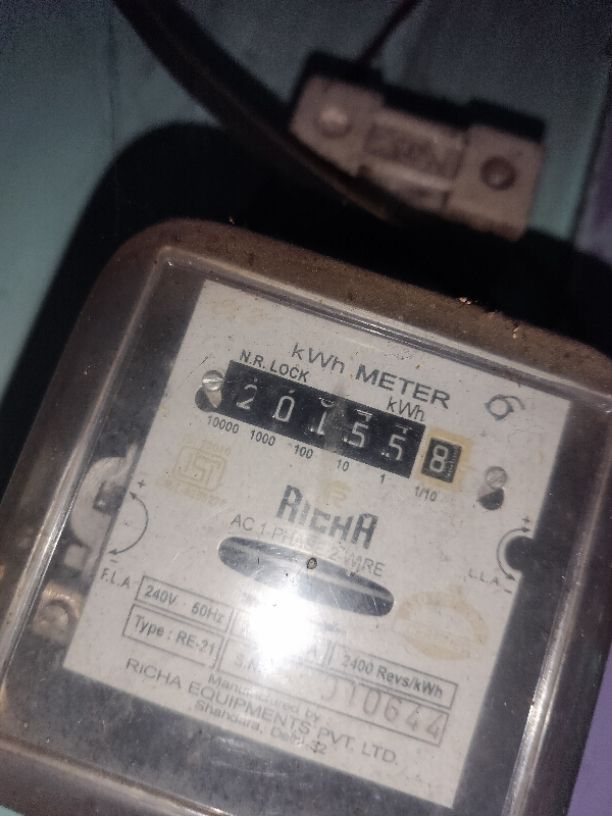 kWh METER
N.R. LOCK
kWh
2 0 1 5 5 8
10000 1000 100 10 1 1/10
RICHA
AC 1-PHASE 2-WIRE
F.L.A
L.L.A
240V 50Hz
2400 Revs/kWh
Type : RE-21
S.N
010644
Manufactured by :
RICHA EQUIPMENTS PVT. LTD.
Shahdara, Delhi-32